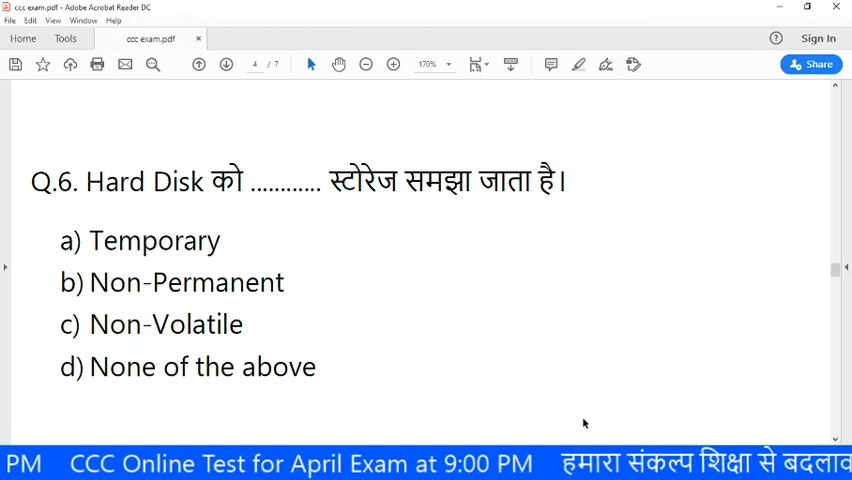 ccc exam.pdf - Adobe Acrobat Reader DC
File Edit View Window Help
Home Tools ccc exam.pdf × Sign In
4 / 7 170% Share
Q.6. Hard Disk को ............ स्टोरेज समझा जाता है।
a) Temporary
b) Non-Permanent
c) Non-Volatile
d) None of the above
PM CCC Online Test for April Exam at 9:00 PM हमारा संकल्प शिक्षा से बदलाव